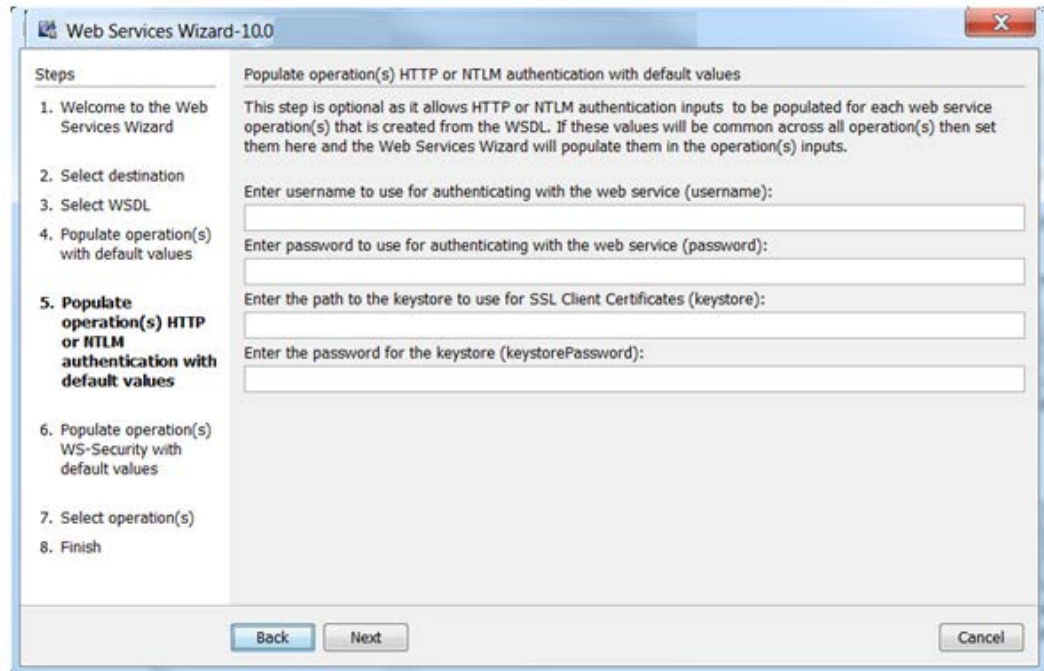 Web Services Wizard-10.0
Steps
1. Welcome to the Web
Services Wizard
2. Select destination
3. Select WSDL
4. Populate operation(s)
with default values
5. Populate
operation(s) HTTP
or NTLM
authentication with
default values
6. Populate operation(s)
WS-Security with
default values
7. Select operation(s)
8. Finish
Populate operation(s) HTTP or NTLM authentication with default values
This step is optional as it allows HTTP or NTLM authentication inputs to be populated for each web service
operation(s) that is created from the WSDL. If these values will be common across all operation(s) then set
them here and the Web Services Wizard will populate them in the operation(s) inputs.
Enter username to use for authenticating with the web service (username):
Enter password to use for authenticating with the web service (password):
Enter the path to the keystore to use for SSL Client Certificates (keystore):
Enter the password for the keystore (keystorePassword):
Back
Next
Cancel